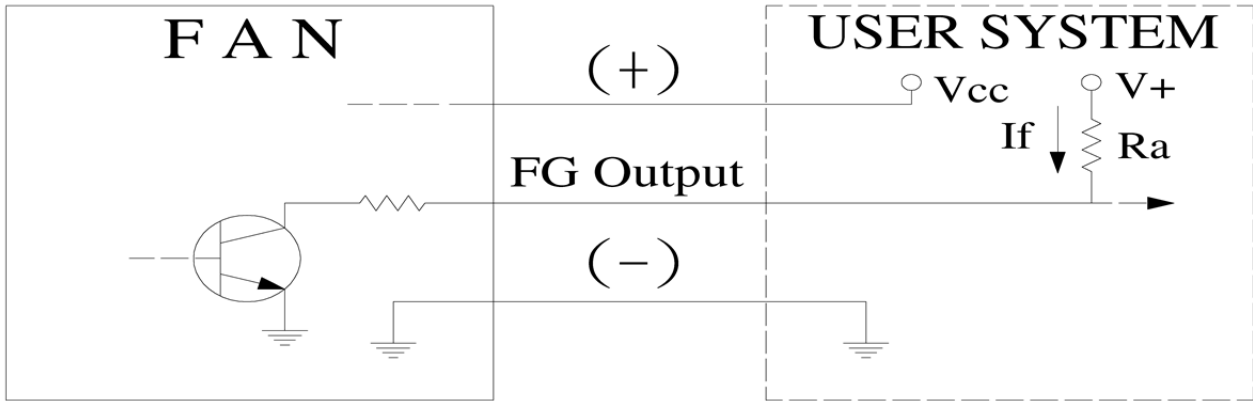 F A N
USER SYSTEM
(+)
Vcc
V+
If
Ra
FG Output
(-)